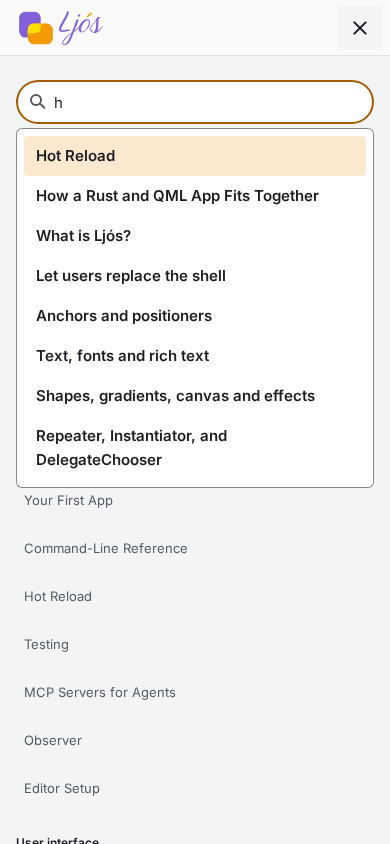 Ljós
h
Hot Reload
How a Rust and QML App Fits Together
What is Ljós?
Let users replace the shell
Anchors and positioners
Text, fonts and rich text
Shapes, gradients, canvas and effects
Repeater, Instantiator, and
DelegateChooser
Your First App
Command-Line Reference
Hot Reload
Testing
MCP Servers for Agents
Observer
Editor Setup
User interface